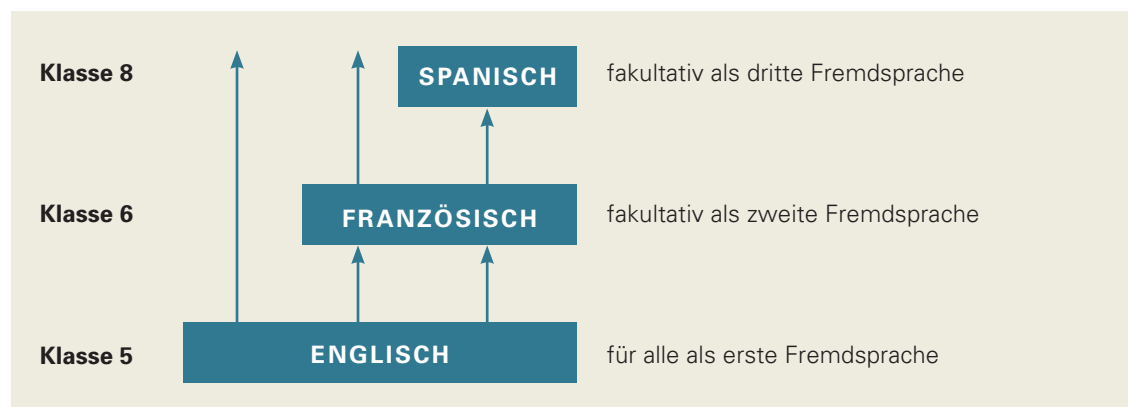 Klasse 8 SPANISCH fakultativ als dritte Fremdsprache
Klasse 6 FRANZÖSISCH fakultativ als zweite Fremdsprache
Klasse 5 ENGLISCH für alle als erste Fremdsprache